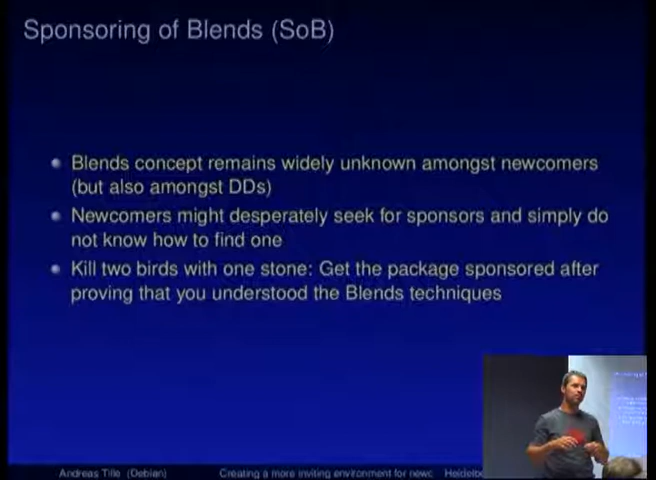 Sponsoring of Blends (SoB)
Blends concept remains widely unknown amongst newcomers
(but also amongst DDs)
Newcomers might desperately seek for sponsors and simply do
not know how to find one
Kill two birds with one stone: Get the package sponsored after
proving that you understood the Blends techniques
Andreas Tille (Debian) Creating a more inviting environment for newc Heidelbe